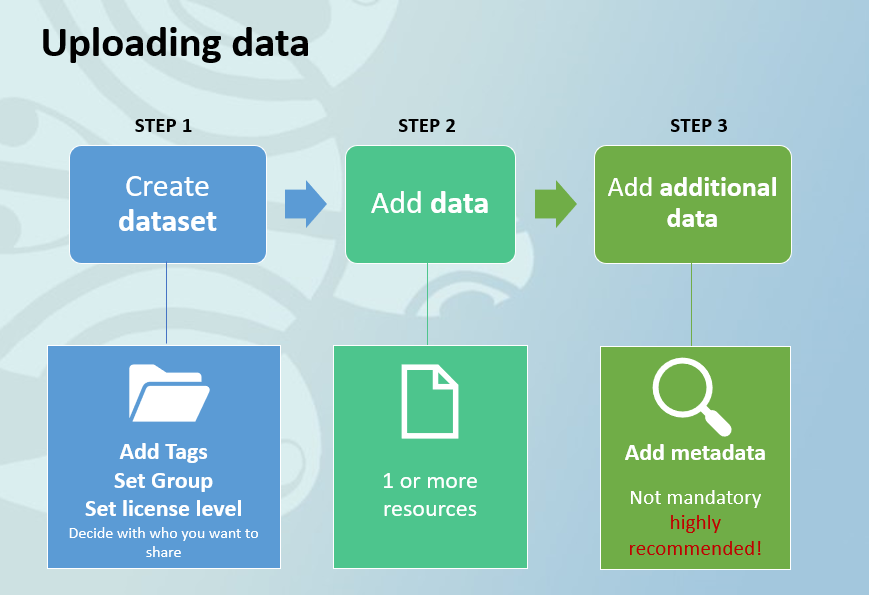 Uploading data
STEP 1
Create
dataset
Add Tags
Set Group
Set license level
Decide with who you want to
share
STEP 2
Add data
1 or more
resources
STEP 3
Add additional
data
Add metadata
Not mandatory
highly
recommended!